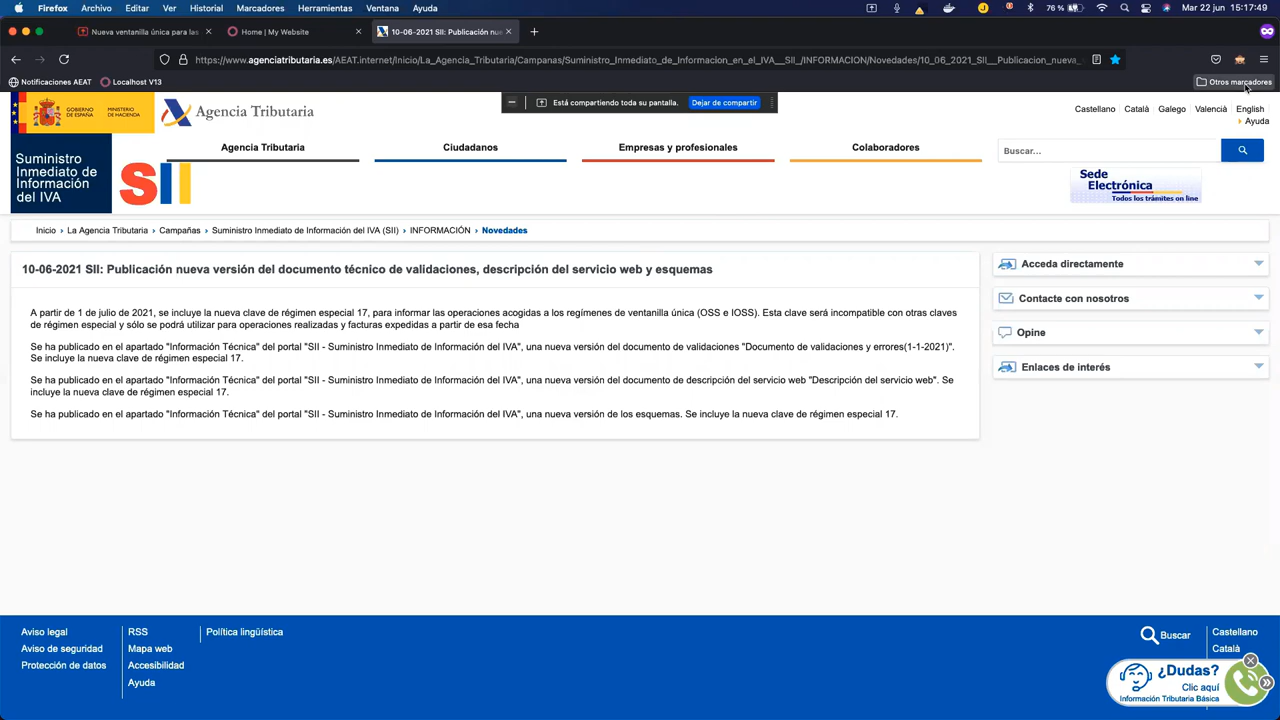 Firefox Archivo Editar Ver Historial Marcadores Herramientas Ventana Ayuda 76 % Mar 22 jun 15:17:49
Nueva ventanilla única para las Home | My Website 10-06-2021 SII: Publicación nue
https://www.agenciatributaria.es/AEAT.internet/Inicio/La_Agencia_Tributaria/Campanas/Suministro_Inmediato_de_Informacion_en_el_IVA__SII_/INFORMACION/Novedades/10_06_2021_SII__Publicacion_nueva_
Notificaciones AEAT Localhost V13 Otros marcadores
Está compartiendo toda su pantalla. Dejar de compartir
GOBIERNO DE ESPAÑA
MINISTERIO DE HACIENDA
Agencia Tributaria
Castellano Català Galego Valencià English
Ayuda
Suministro
Inmediato de
Información
del IVA
SII
Agencia Tributaria Ciudadanos Empresas y profesionales Colaboradores
Buscar...
Sede
Electrónica
Todos los trámites on line
Inicio La Agencia Tributaria Campañas Suministro Inmediato de Información del IVA (SII) INFORMACIÓN Novedades
10-06-2021 SII: Publicación nueva versión del documento técnico de validaciones, descripción del servicio web y esquemas
A partir de 1 de julio de 2021, se incluye la nueva clave de régimen especial 17, para informar las operaciones acogidas a los regímenes de ventanilla única (OSS e IOSS). Esta clave será incompatible con otras claves
de régimen especial y sólo se podrá utilizar para operaciones realizadas y facturas expedidas a partir de esa fecha
Se ha publicado en el apartado "Información Técnica" del portal "SII - Suministro Inmediato de Información del IVA", una nueva versión del documento de validaciones "Documento de validaciones y errores(1-1-2021)".
Se incluye la nueva clave de régimen especial 17.
Se ha publicado en el apartado "Información Técnica" del portal "SII - Suministro Inmediato de Información del IVA", una nueva versión del documento de descripción del servicio web "Descripción del servicio web". Se
incluye la nueva clave de régimen especial 17.
Se ha publicado en el apartado "Información Técnica" del portal "SII - Suministro Inmediato de Información del IVA", una nueva versión de los esquemas. Se incluye la nueva clave de régimen especial 17.
Acceda directamente
Contacte con nosotros
Opine
Enlaces de interés
Aviso legal
Aviso de seguridad
Protección de datos
RSS
Mapa web
Accesibilidad
Ayuda
Política lingüística
Buscar
Castellano
Català
¿Dudas?
Clic aquí
Información Tributaria Básica